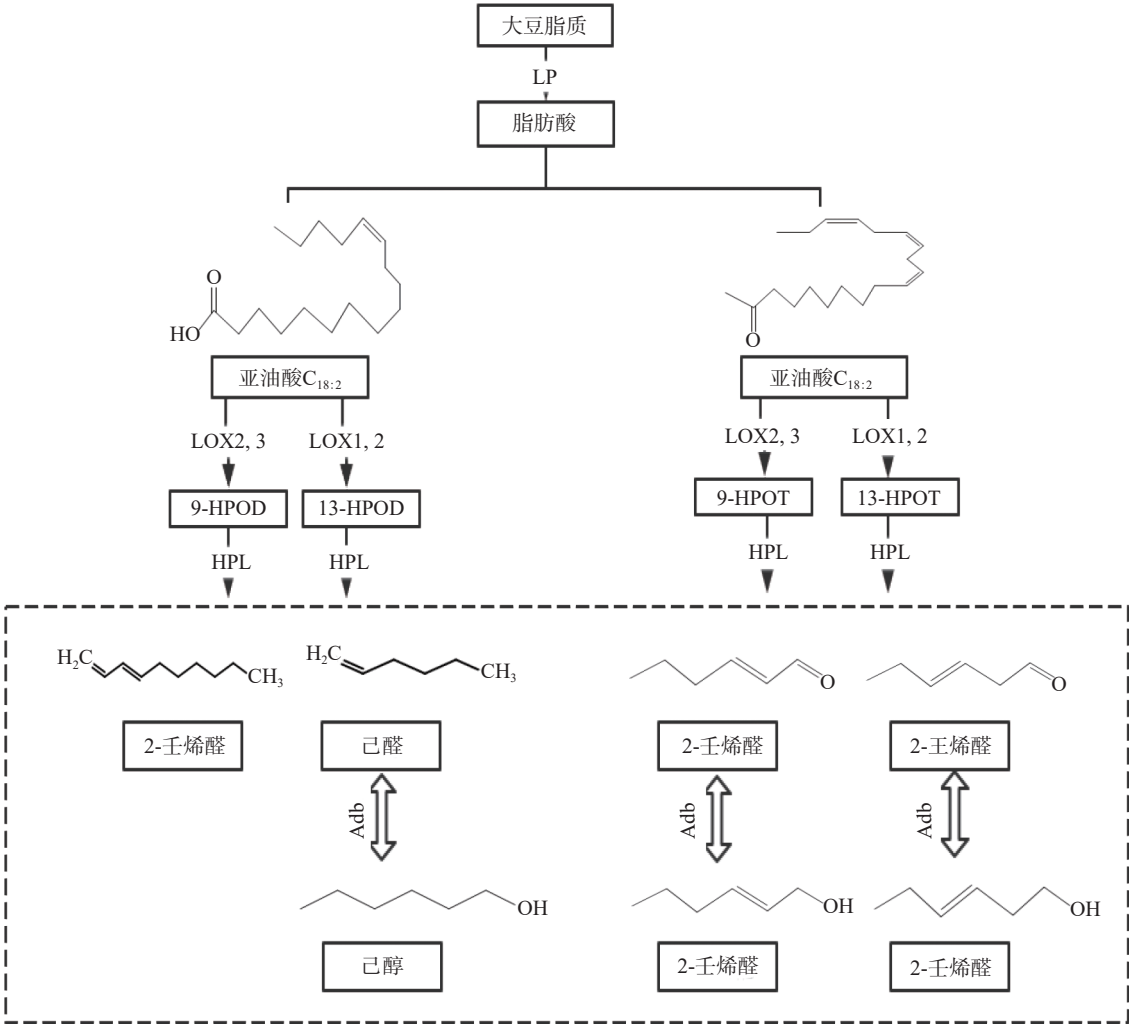 大豆脂质
LP
脂肪酸
O
HO
O
亚油酸C18:2
亚油酸C18:2
LOX2, 3
LOX1, 2
LOX2, 3
LOX1, 2
9-HPOD
13-HPOD
9-HPOT
13-HPOT
HPL
HPL
HPL
HPL
H2C
CH3
H2C
CH3
O
O
2-壬烯醛
己醛
2-壬烯醛
2-王烯醛
Adb
Adb
Adb
OH
OH
OH
己醇
2-壬烯醛
2-壬烯醛